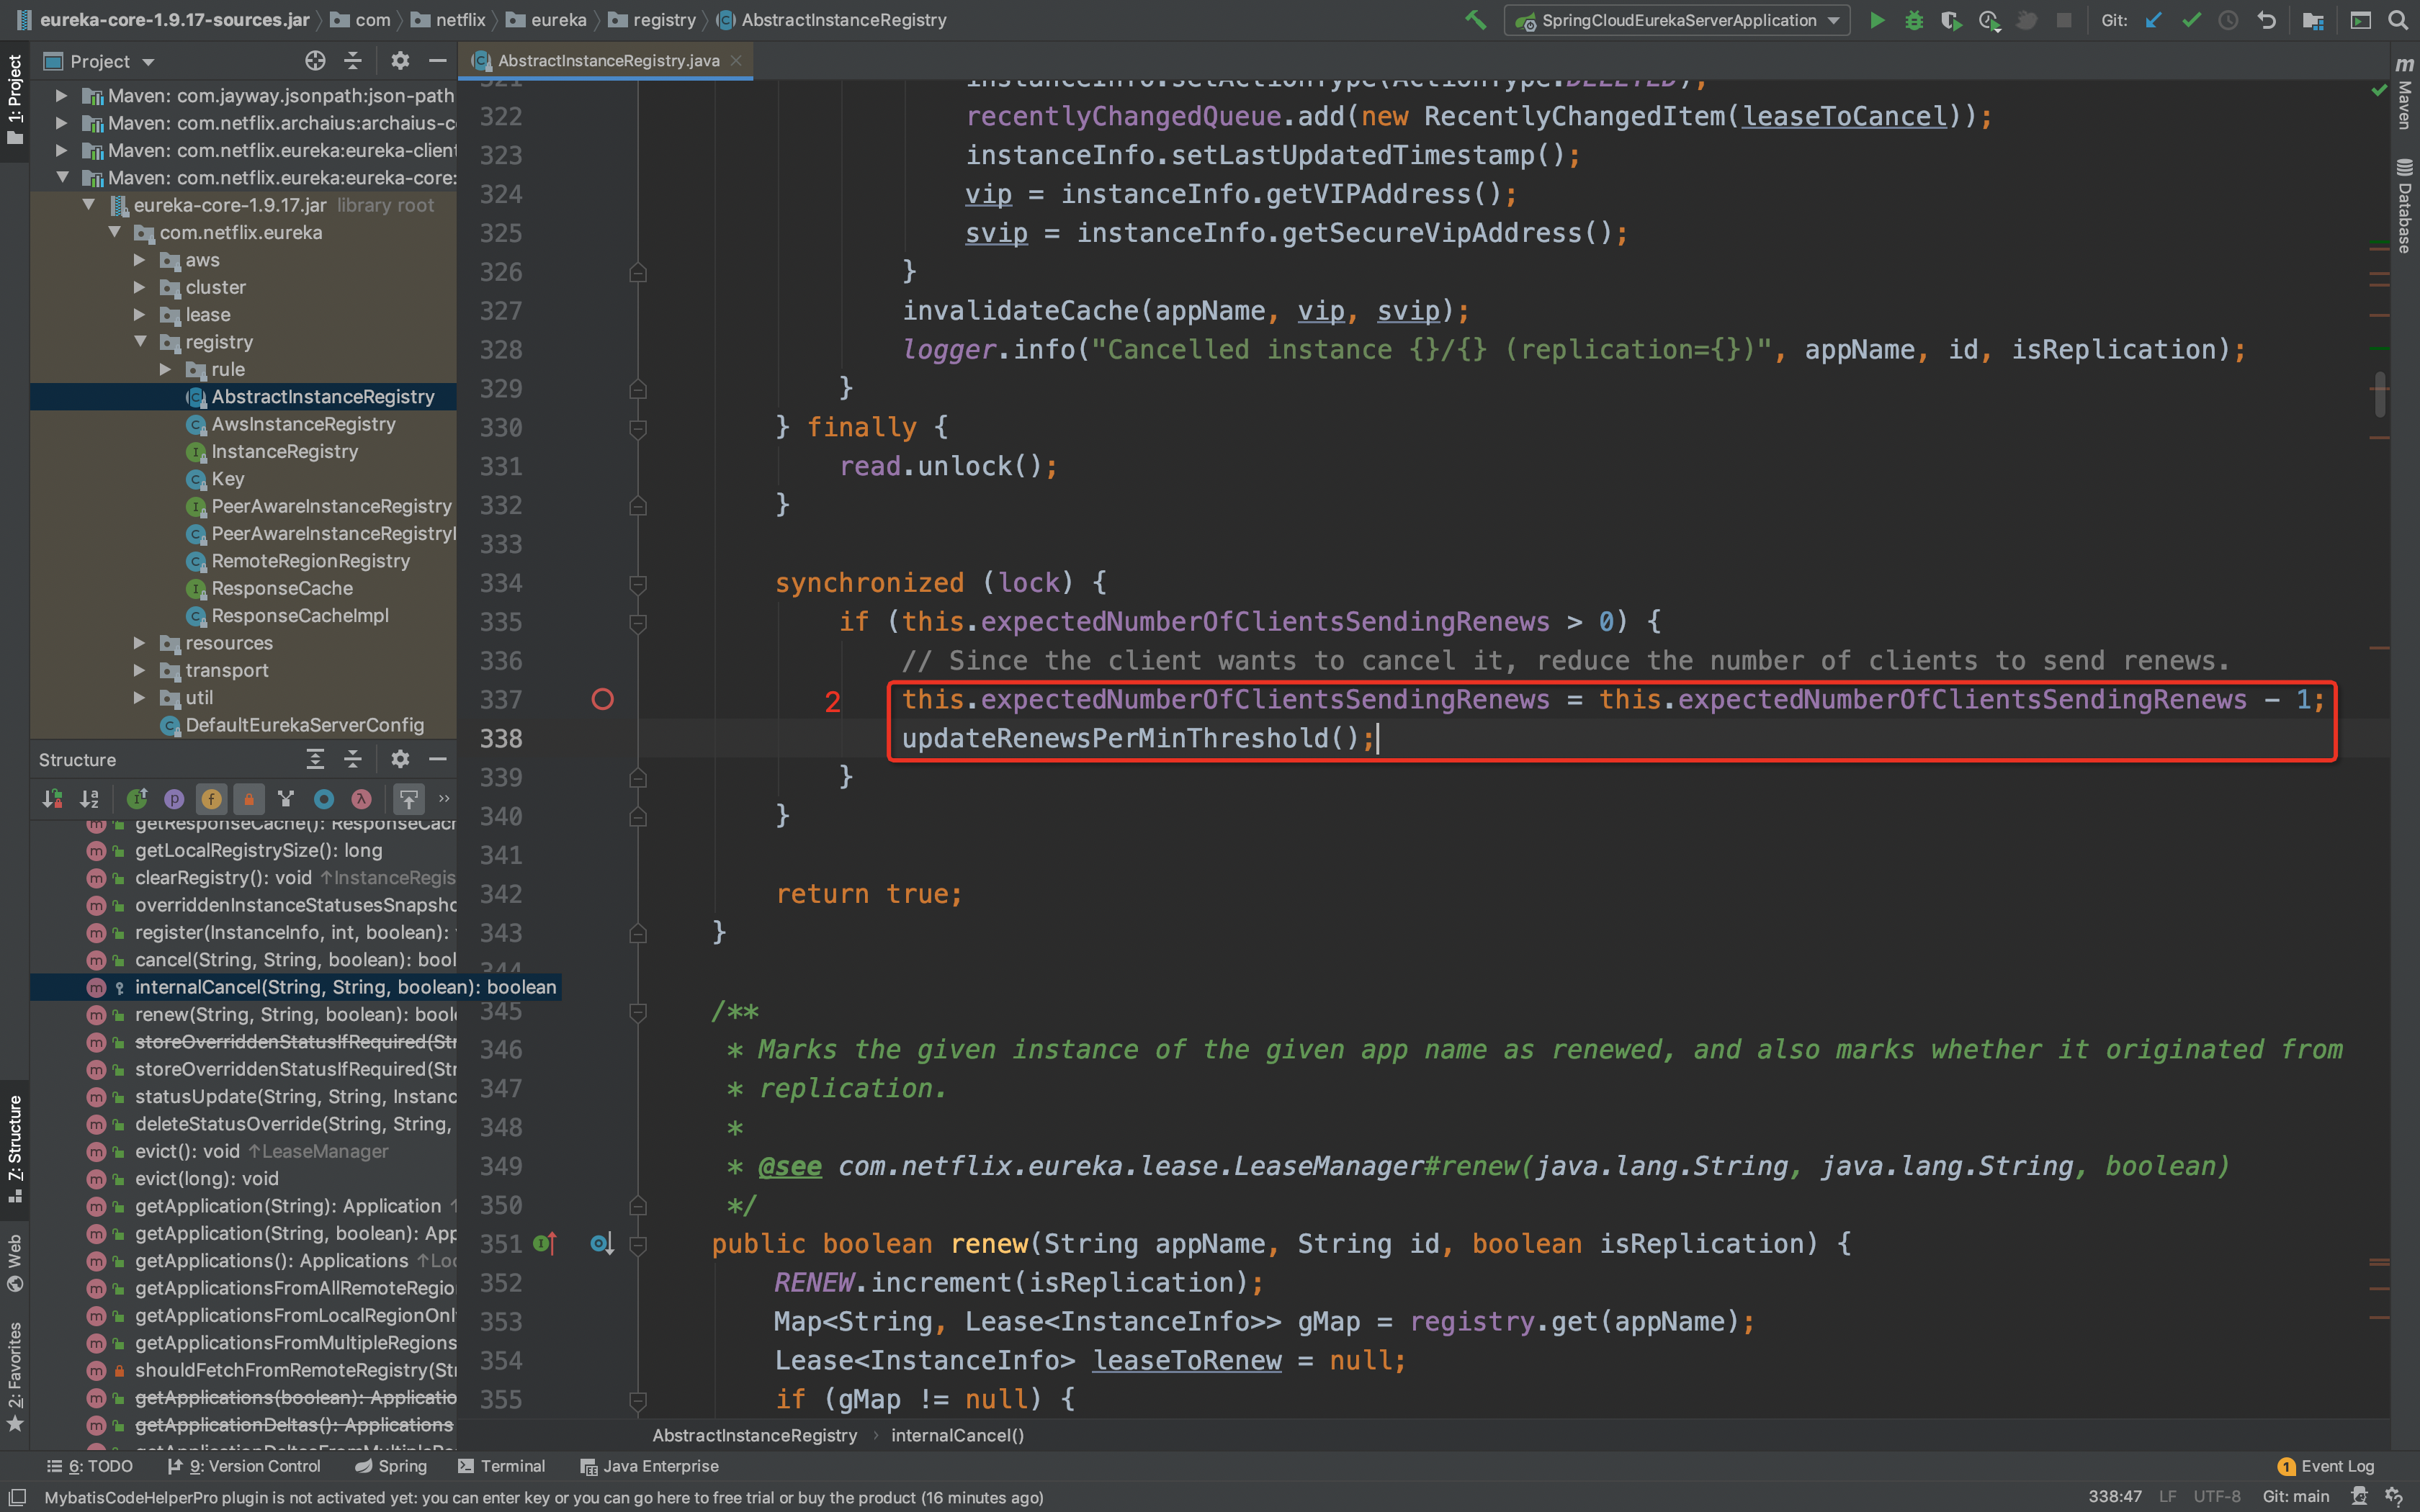 eureka-core-1.9.17-sources.jar com netflix eureka registry AbstractInstanceRegistry
SpringCloudEurekaServerApplication Git:
Project
AbstractInstanceRegistry.java
1: Project
Maven: com.jayway.jsonpath:json-path
Maven: com.netflix.archaius:archaius-c
Maven: com.netflix.eureka:eureka-client
Maven: com.netflix.eureka:eureka-core:
eureka-core-1.9.17.jar library root
com.netflix.eureka
aws
cluster
lease
registry
rule
AbstractInstanceRegistry
AwsInstanceRegistry
InstanceRegistry
Key
PeerAwareInstanceRegistry
PeerAwareInstanceRegistryI
RemoteRegionRegistry
ResponseCache
ResponseCacheImpl
resources
transport
util
DefaultEurekaServerConfig
Structure
getResponseCache(): ResponseCac
getLocalRegistrySize(): long
clearRegistry(): void ↑InstanceRegis
overriddenInstanceStatusesSnapsho
register(InstanceInfo, int, boolean):
cancel(String, String, boolean): bool
internalCancel(String, String, boolean): boolean
renew(String, String, boolean): bool
storeOverriddenStatusIfRequired(Str
storeOverriddenStatusIfRequired(Str
statusUpdate(String, String, Instanc
deleteStatusOverride(String, String,
evict(): void ↑LeaseManager
evict(long): void
getApplication(String): Application ↑
getApplication(String, boolean): App
getApplications(): Applications ↑Loo
getApplicationsFromAllRemoteRegio
getApplicationsFromLocalRegionOnl
getApplicationsFromMultipleRegions
shouldFetchFromRemoteRegistry(Str
getApplications(boolean): Applicatio
getApplicationDeltas(): Applications
Z: Structure
Web
2: Favorites
321 instanceInfo.setActionType(ActionType.DELETED);
322 recentlyChangedQueue.add(new RecentlyChangedItem(leaseToCancel));
323 instanceInfo.setLastUpdatedTimestamp();
324 vip = instanceInfo.getVIPAddress();
325 svip = instanceInfo.getSecureVipAddress();
326 }
327 invalidateCache(appName, vip, svip);
328 logger.info("Cancelled instance {}/{} (replication={})", appName, id, isReplication);
329 }
330 } finally {
331 read.unlock();
332 }
333
334 synchronized (lock) {
335 if (this.expectedNumberOfClientsSendingRenews > 0) {
336 // Since the client wants to cancel it, reduce the number of clients to send renews.
337 2 this.expectedNumberOfClientsSendingRenews = this.expectedNumberOfClientsSendingRenews - 1;
338 updateRenewsPerMinThreshold();
339 }
340 }
341
342 return true;
343 }
344
345 /**
346 * Marks the given instance of the given app name as renewed, and also marks whether it originated from
347 * replication.
348 *
349 * @see com.netflix.eureka.lease.LeaseManager#renew(java.lang.String, java.lang.String, boolean)
350 */
351 public boolean renew(String appName, String id, boolean isReplication) {
352 RENEW.increment(isReplication);
353 Map<String, Lease<InstanceInfo>> gMap = registry.get(appName);
354 Lease<InstanceInfo> leaseToRenew = null;
355 if (gMap != null) {
AbstractInstanceRegistry › internalCancel()
Maven
Database
6: TODO 9: Version Control Spring Terminal Java Enterprise 1 Event Log
MybatisCodeHelperPro plugin is not activated yet: you can enter key or you can go here to free trial or buy the product (16 minutes ago) 338:47 LF UTF-8 Git: main